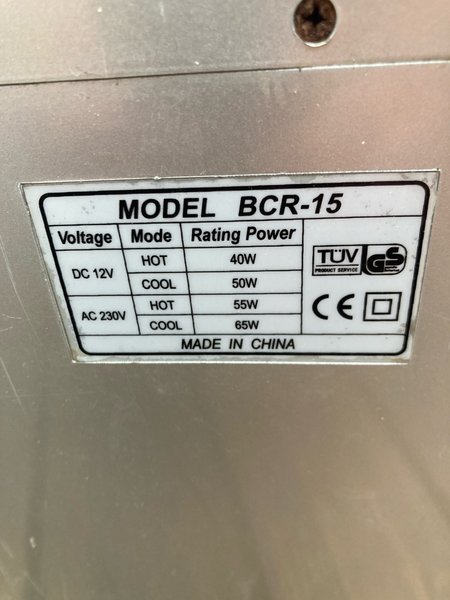 MODEL BCR-15
Voltage Mode Rating Power
DC 12V HOT 40W
COOL 50W
AC 230V HOT 55W
COOL 65W
TÜV
PRODUCT SERVICE
GS
CE
MADE IN CHINA